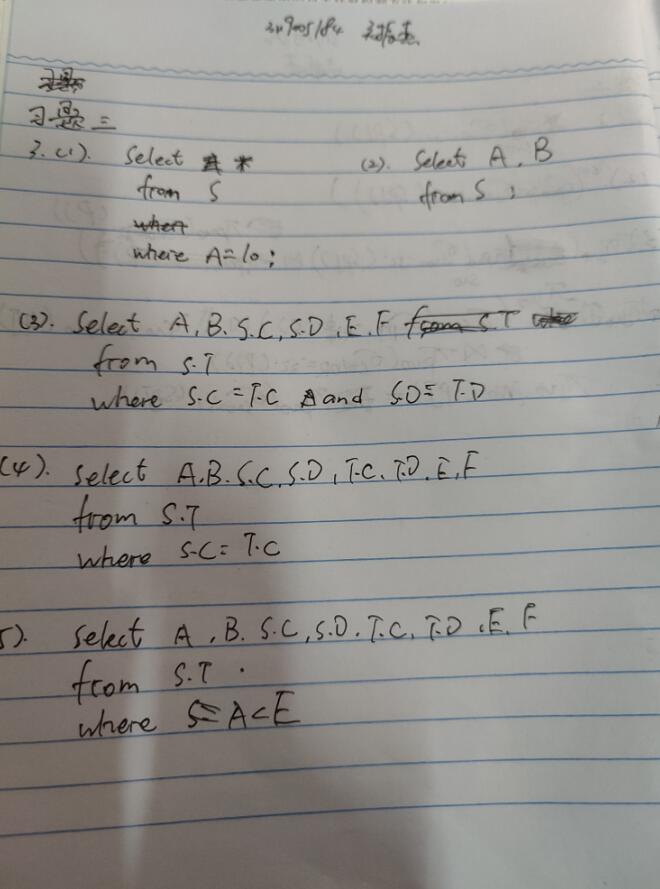 习题三
3.(1). Select *
from S
where A=10;
(2). Select A, B
from S;
(3). Select A, B, S.C, S.D, E, F
from S.T
where S.C = T.C and S.D = T.D
(4). Select A.B. S.C, S.D, T.C, T.D, E, F
from S.T
where S.C = T.C
5). Select A, B. S.C, S.D. T.C, T.D, E, F
from S.T.
where A<E